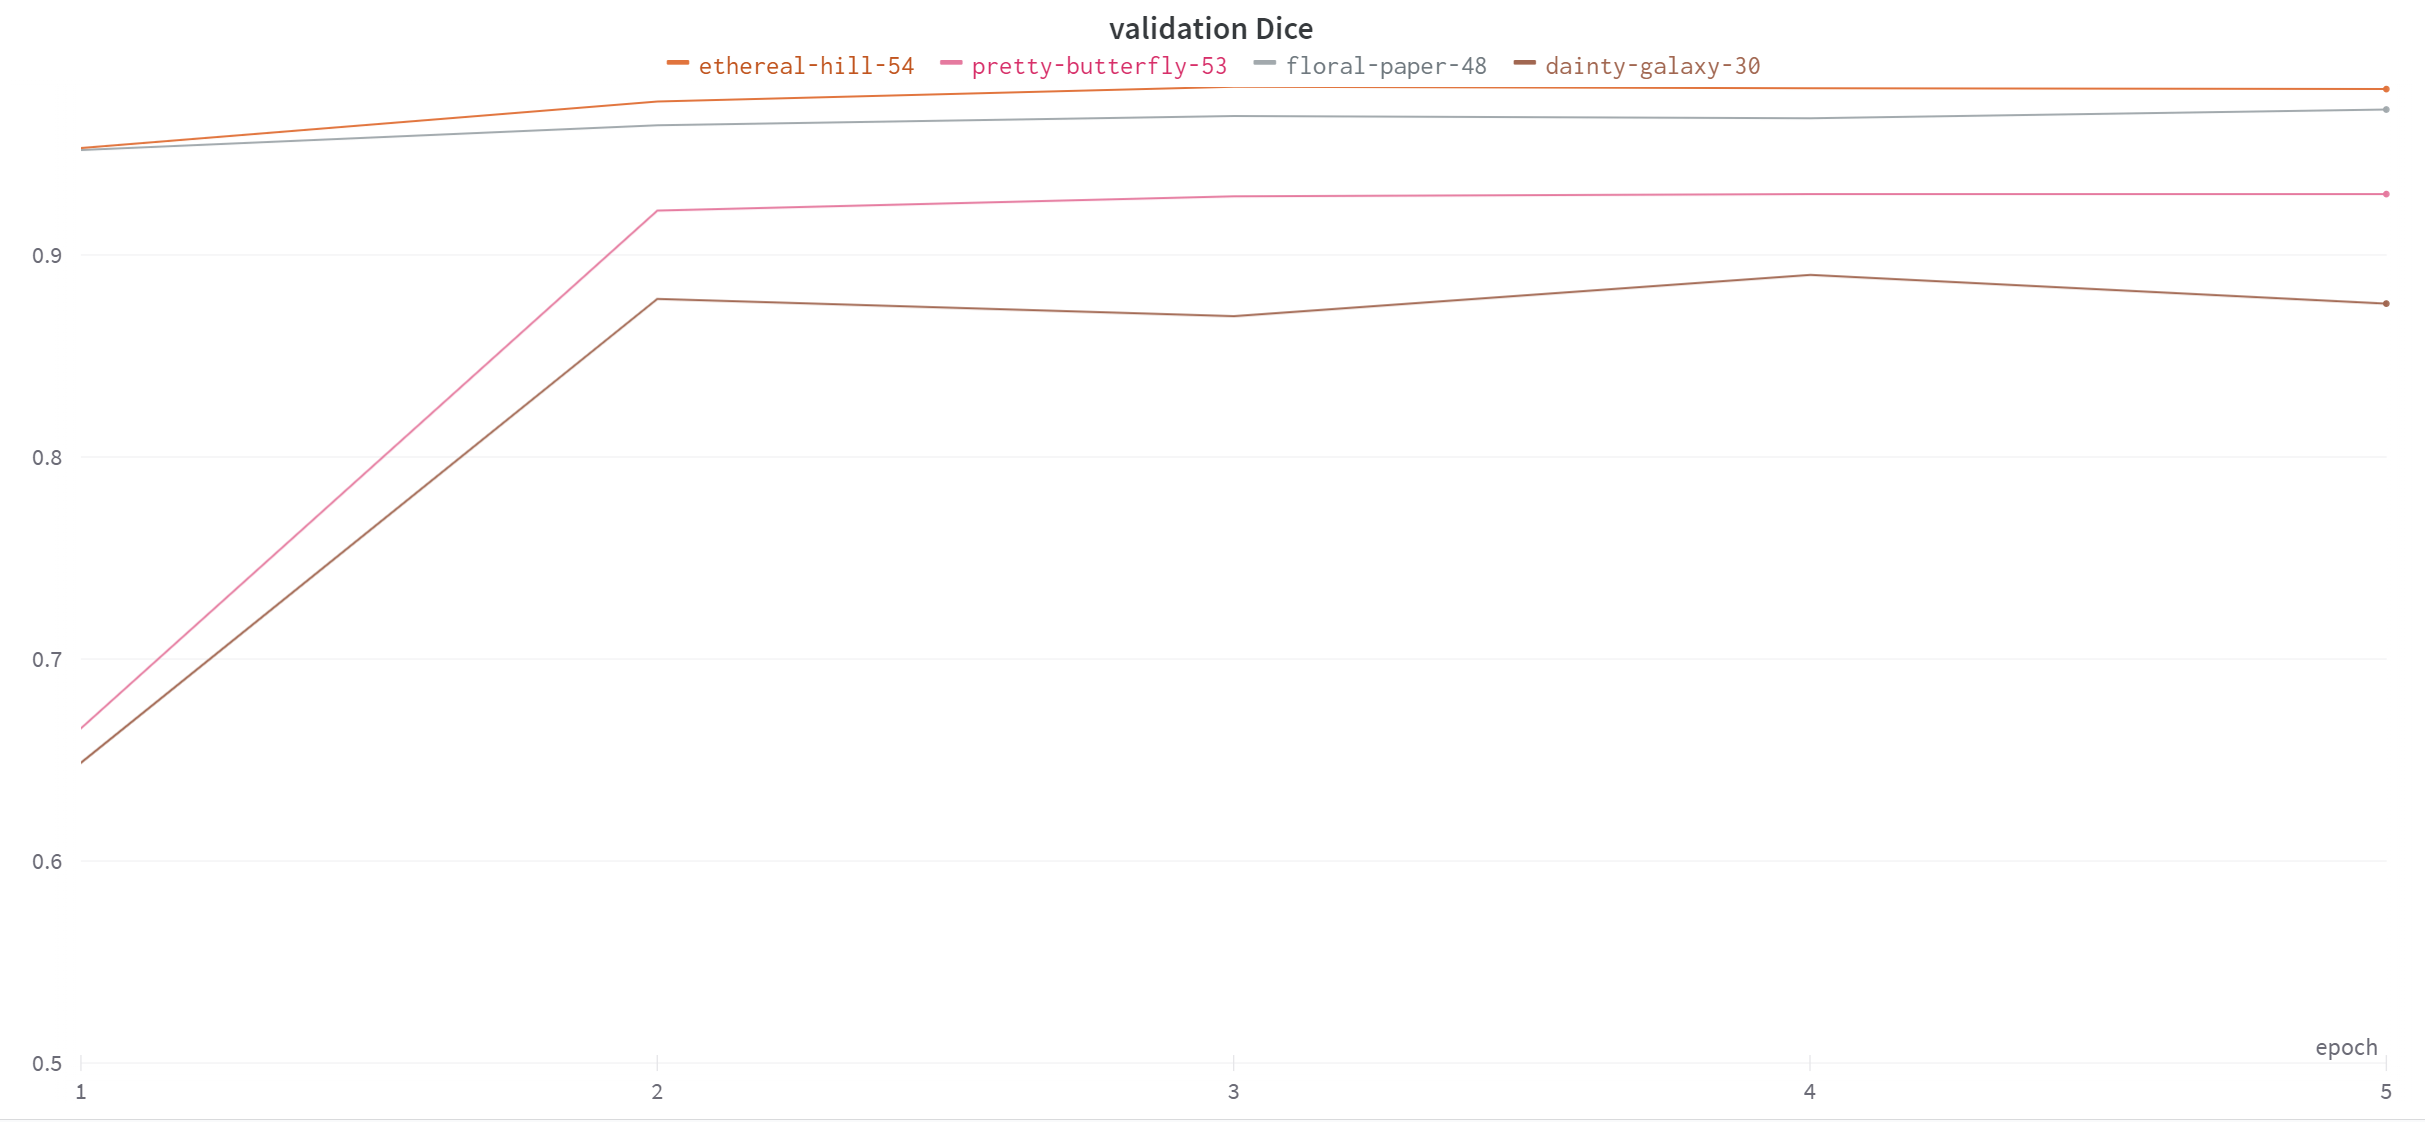 validation Dice
ethereal-hill-54 pretty-butterfly-53 floral-paper-48 dainty-galaxy-30
0.9
0.8
0.7
0.6
epoch
0.5
1 2 3 4 5